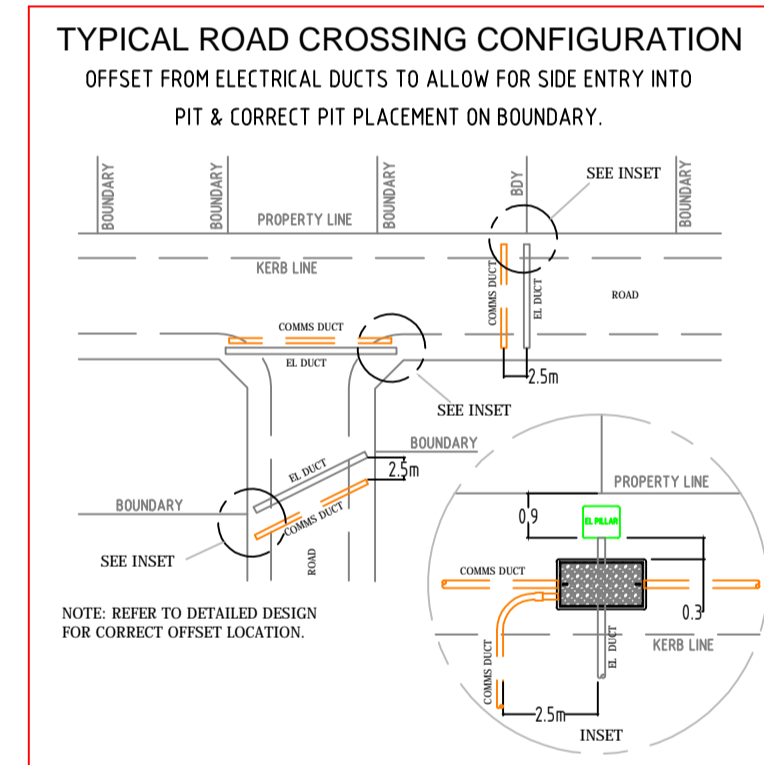 TYPICAL ROAD CROSSING CONFIGURATION
OFFSET FROM ELECTRICAL DUCTS TO ALLOW FOR SIDE ENTRY INTO
PIT & CORRECT PIT PLACEMENT ON BOUNDARY.
BOUNDARY
BOUNDARY
BOUNDARY
BDY
BOUNDARY
SEE INSET
PROPERTY LINE
KERB LINE
COMMS DUCT
EL DUCT
ROAD
COMMS DUCT
EL DUCT
2.5m
SEE INSET
BOUNDARY
EL DUCT
2.5m
BOUNDARY
COMMS DUCT
SEE INSET
ROAD
NOTE: REFER TO DETAILED DESIGN
FOR CORRECT OFFSET LOCATION.
PROPERTY LINE
0.9
EL PILLAR
COMMS DUCT
0.3
KERB LINE
COMMS DUCT
EL DUCT
2.5m
INSET